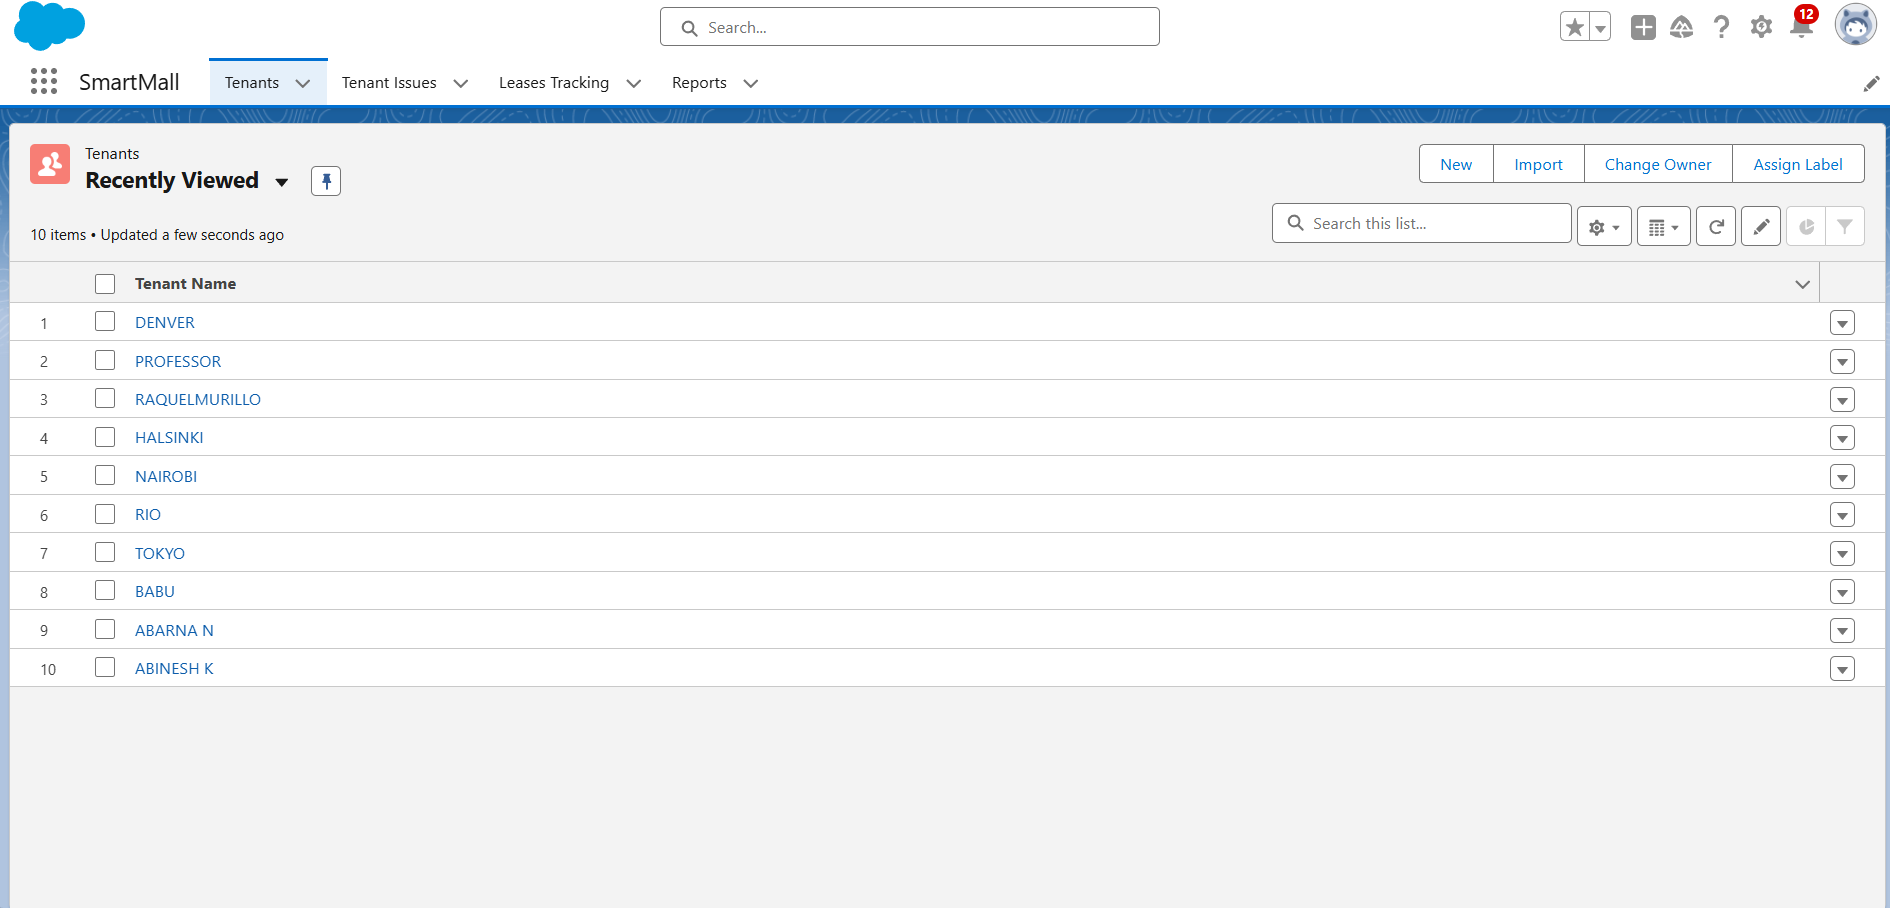 Search...
12
SmartMall
Tenants
Tenant Issues
Leases Tracking
Reports
Tenants
Recently Viewed
New
Import
Change Owner
Assign Label
10 items • Updated a few seconds ago
Search this list...
Tenant Name
1 DENVER
2 PROFESSOR
3 RAQUELMURILLO
4 HALSINKI
5 NAIROBI
6 RIO
7 TOKYO
8 BABU
9 ABARNA N
10 ABINESH K